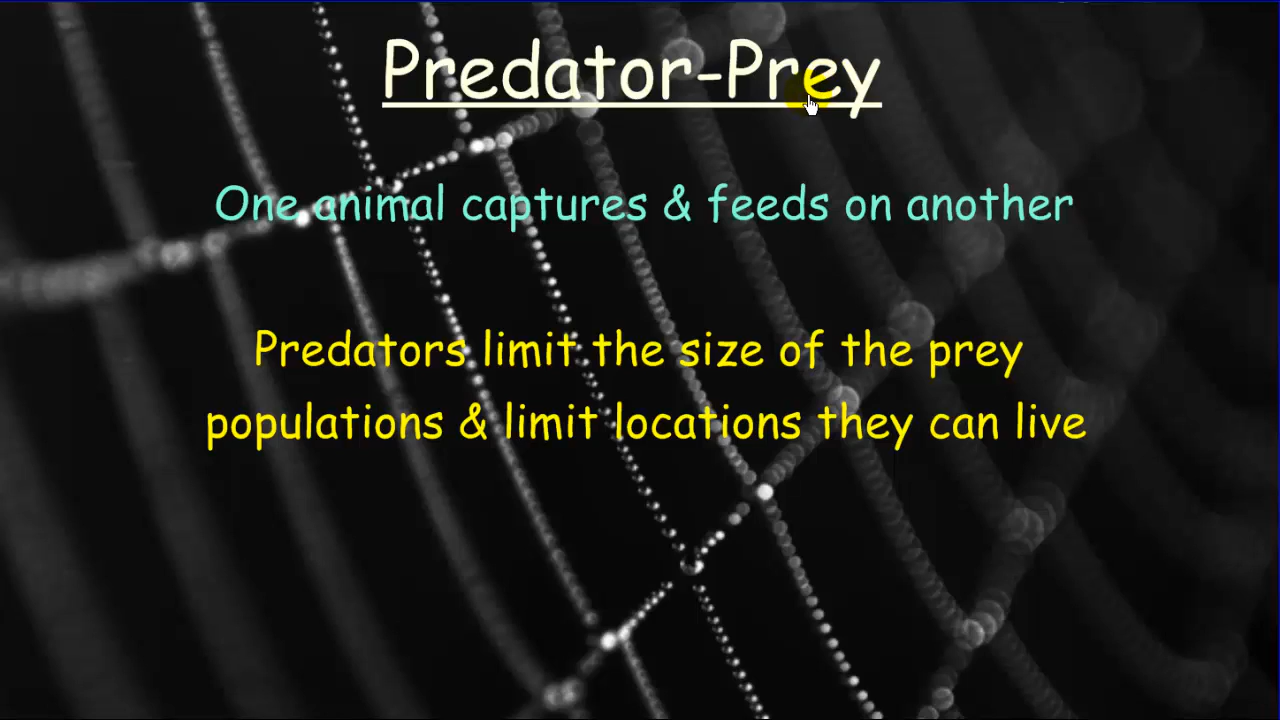 Predator-Prey
One animal captures & feeds on another
Predators limit the size of the prey
populations & limit locations they can live